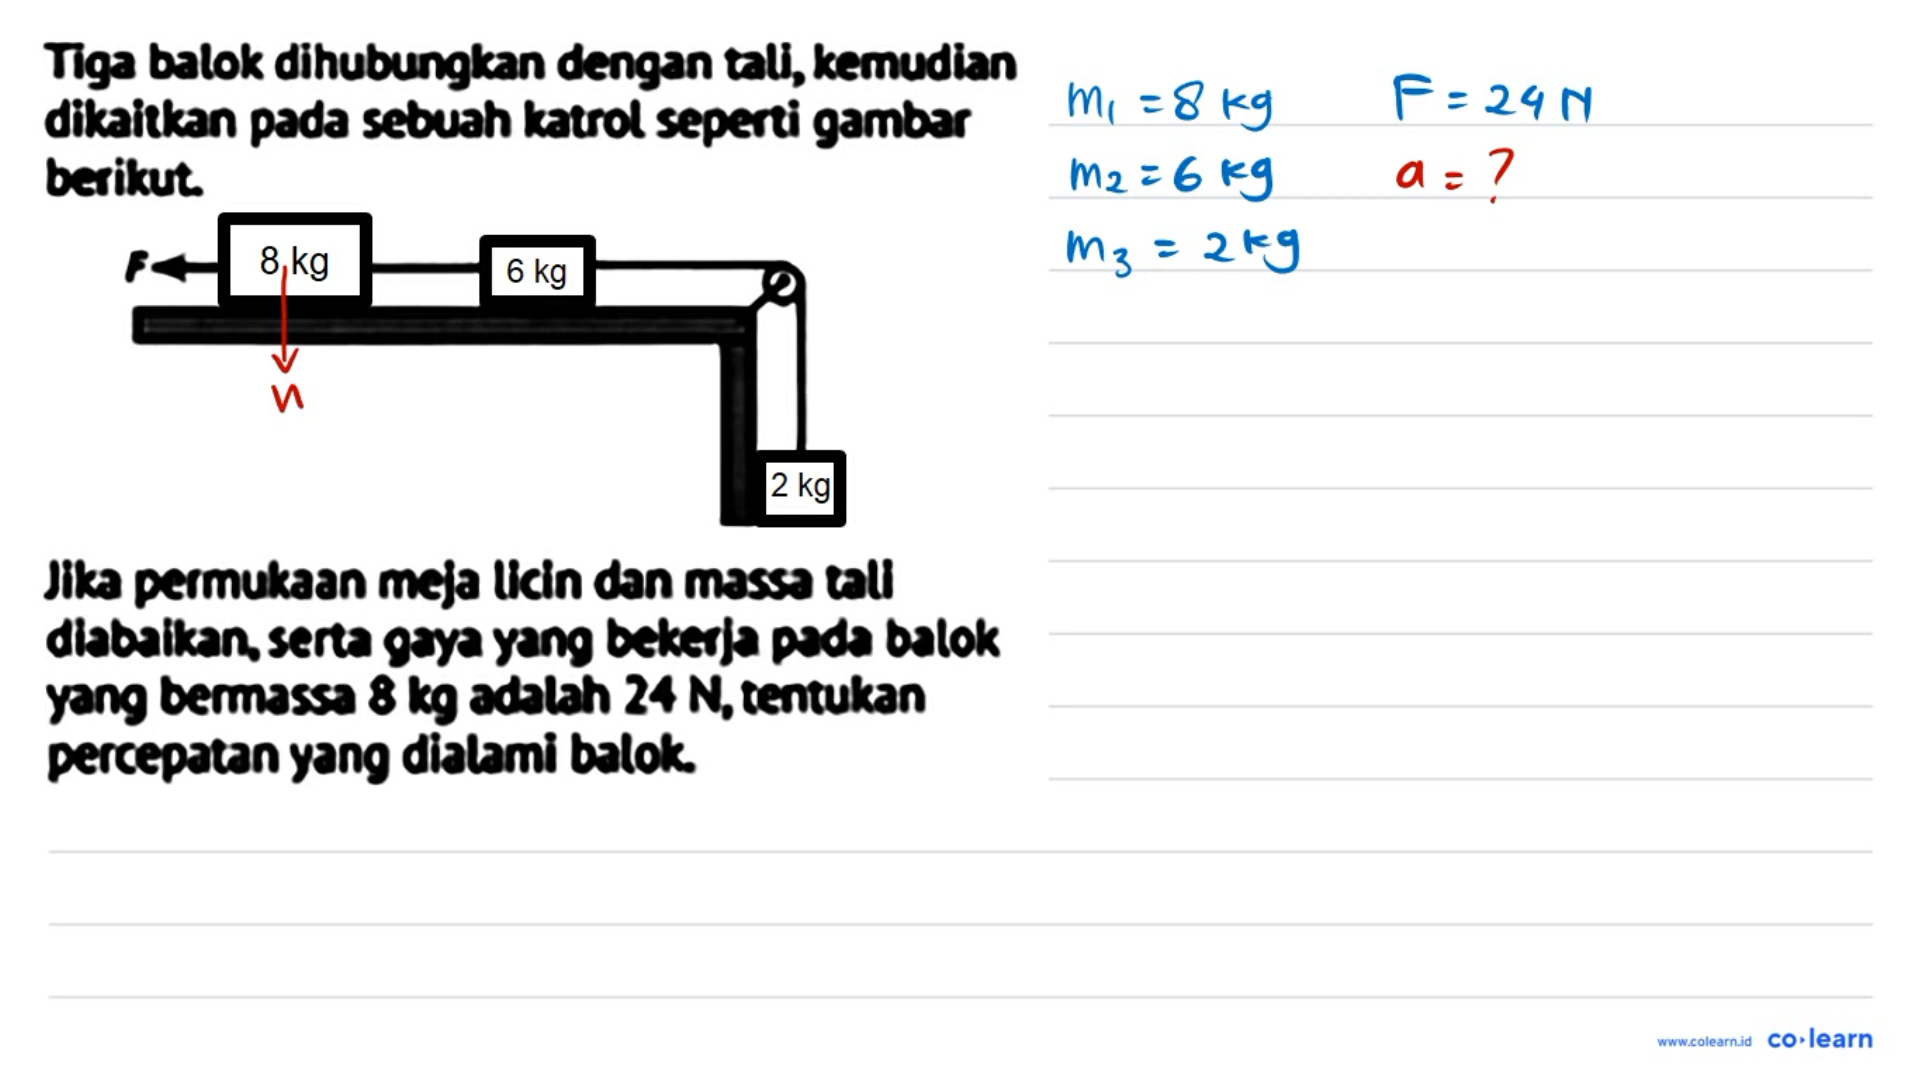 Tiga balok dihubungkan dengan tali, kemudian
dikaitkan pada sebuah katrol seperti gambar
berikut.
F
8 kg
6 kg
2 kg
n
Jika permukaan meja licin dan massa tali
diabaikan, serta gaya yang bekerja pada balok
yang bermassa 8 kg adalah 24 N, tentukan
percepatan yang dialami balok.
m1 = 8 kg
F = 24 N
m2 = 6 kg
a = ?
m3 = 2 kg
www.colearn.id
co·learn